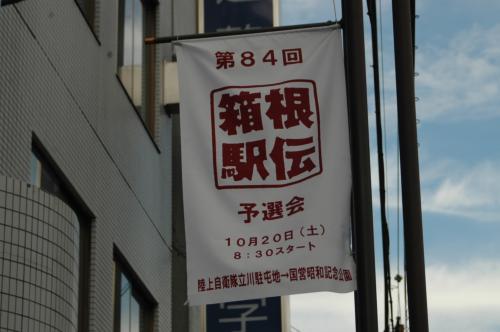 第84回
箱根
駅伝
予選会
10月20日（土）
8：30スタート
陸上自衛隊立川駐屯地→国営昭和記念公園
学